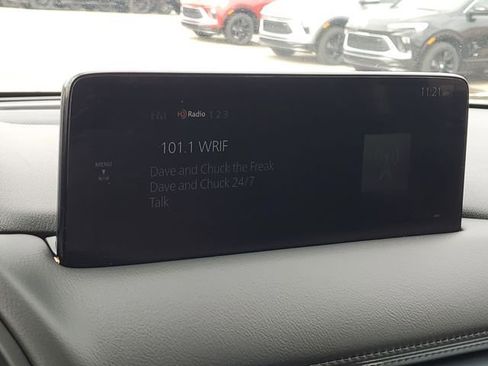 11:21
FM HD Radio 1 2 3
101.1 WRIF
MENU
Dave and Chuck the Freak
Dave and Chuck 24/7
Talk